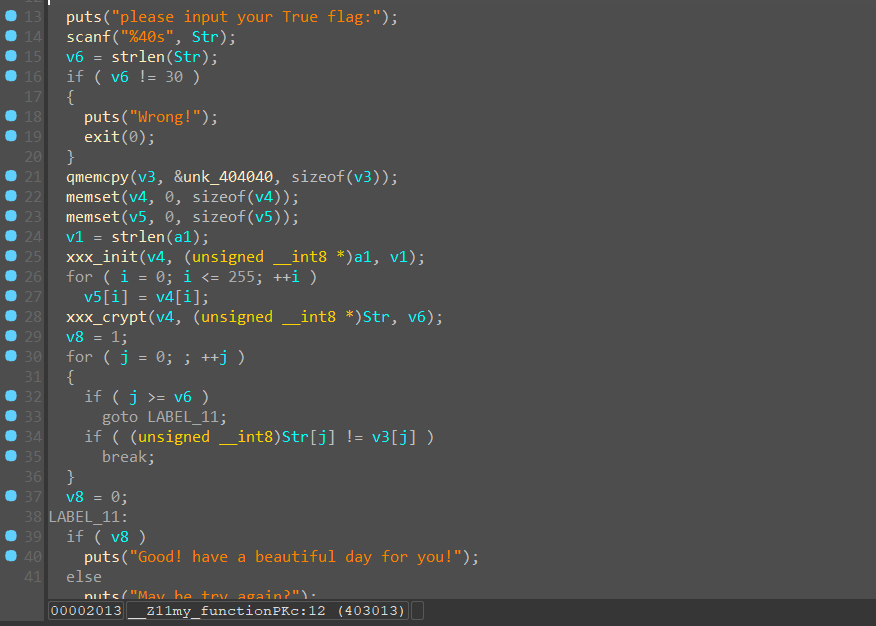 13 puts("please input your True flag:");
14 scanf("%40s", Str);
15 v6 = strlen(Str);
16 if ( v6 != 30 )
17 {
18 puts("Wrong!");
19 exit(0);
20 }
21 qmemcpy(v3, &unk_404040, sizeof(v3));
22 memset(v4, 0, sizeof(v4));
23 memset(v5, 0, sizeof(v5));
24 v1 = strlen(a1);
25 xxx_init(v4, (unsigned __int8 *)a1, v1);
26 for ( i = 0; i <= 255; ++i )
27 v5[i] = v4[i];
28 xxx_crypt(v4, (unsigned __int8 *)Str, v6);
29 v8 = 1;
30 for ( j = 0; ; ++j )
31 {
32 if ( j >= v6 )
33 goto LABEL_11;
34 if ( (unsigned __int8)Str[j] != v3[j] )
35 break;
36 }
37 v8 = 0;
38 LABEL_11:
39 if ( v8 )
40 puts("Good! have a beautiful day for you!");
41 else
puts("May be try again?");
00002013 __Z11my_functionPKc:12 (403013)